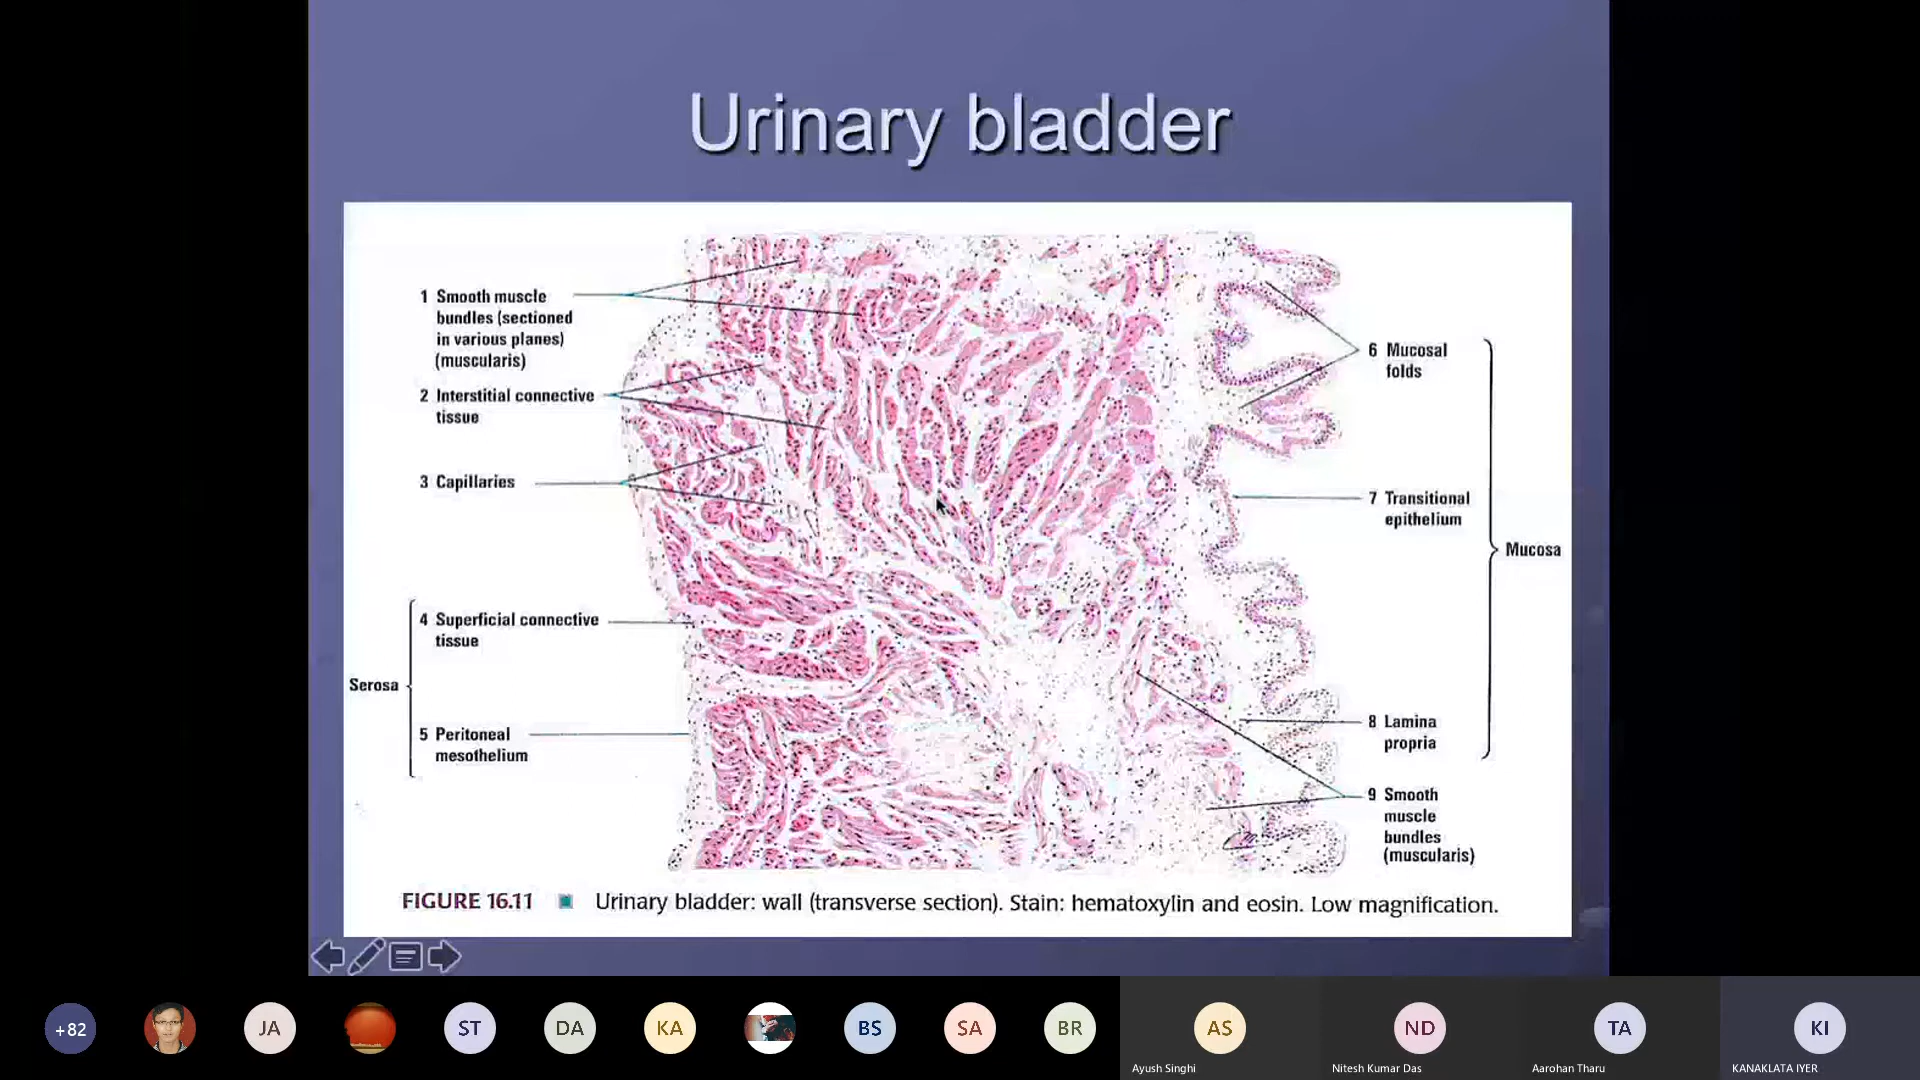 Urinary bladder
1 Smooth muscle
bundles (sectioned
in various planes)
(muscularis)
2 Interstitial connective
tissue
3 Capillaries
Serosa
4 Superficial connective
tissue
5 Peritoneal
mesothelium
6 Mucosal
folds
7 Transitional
epithelium
Mucosa
8 Lamina
propria
9 Smooth
muscle
bundles
(muscularis)
FIGURE 16.11 Urinary bladder: wall (transverse section). Stain: hematoxylin and eosin. Low magnification.
+82
JA
ST
DA
KA
BS
SA
BR
AS
ND
TA
KI
Ayush Singhi
Nitesh Kumar Das
Aarohan Tharu
KANAKLATA IYER